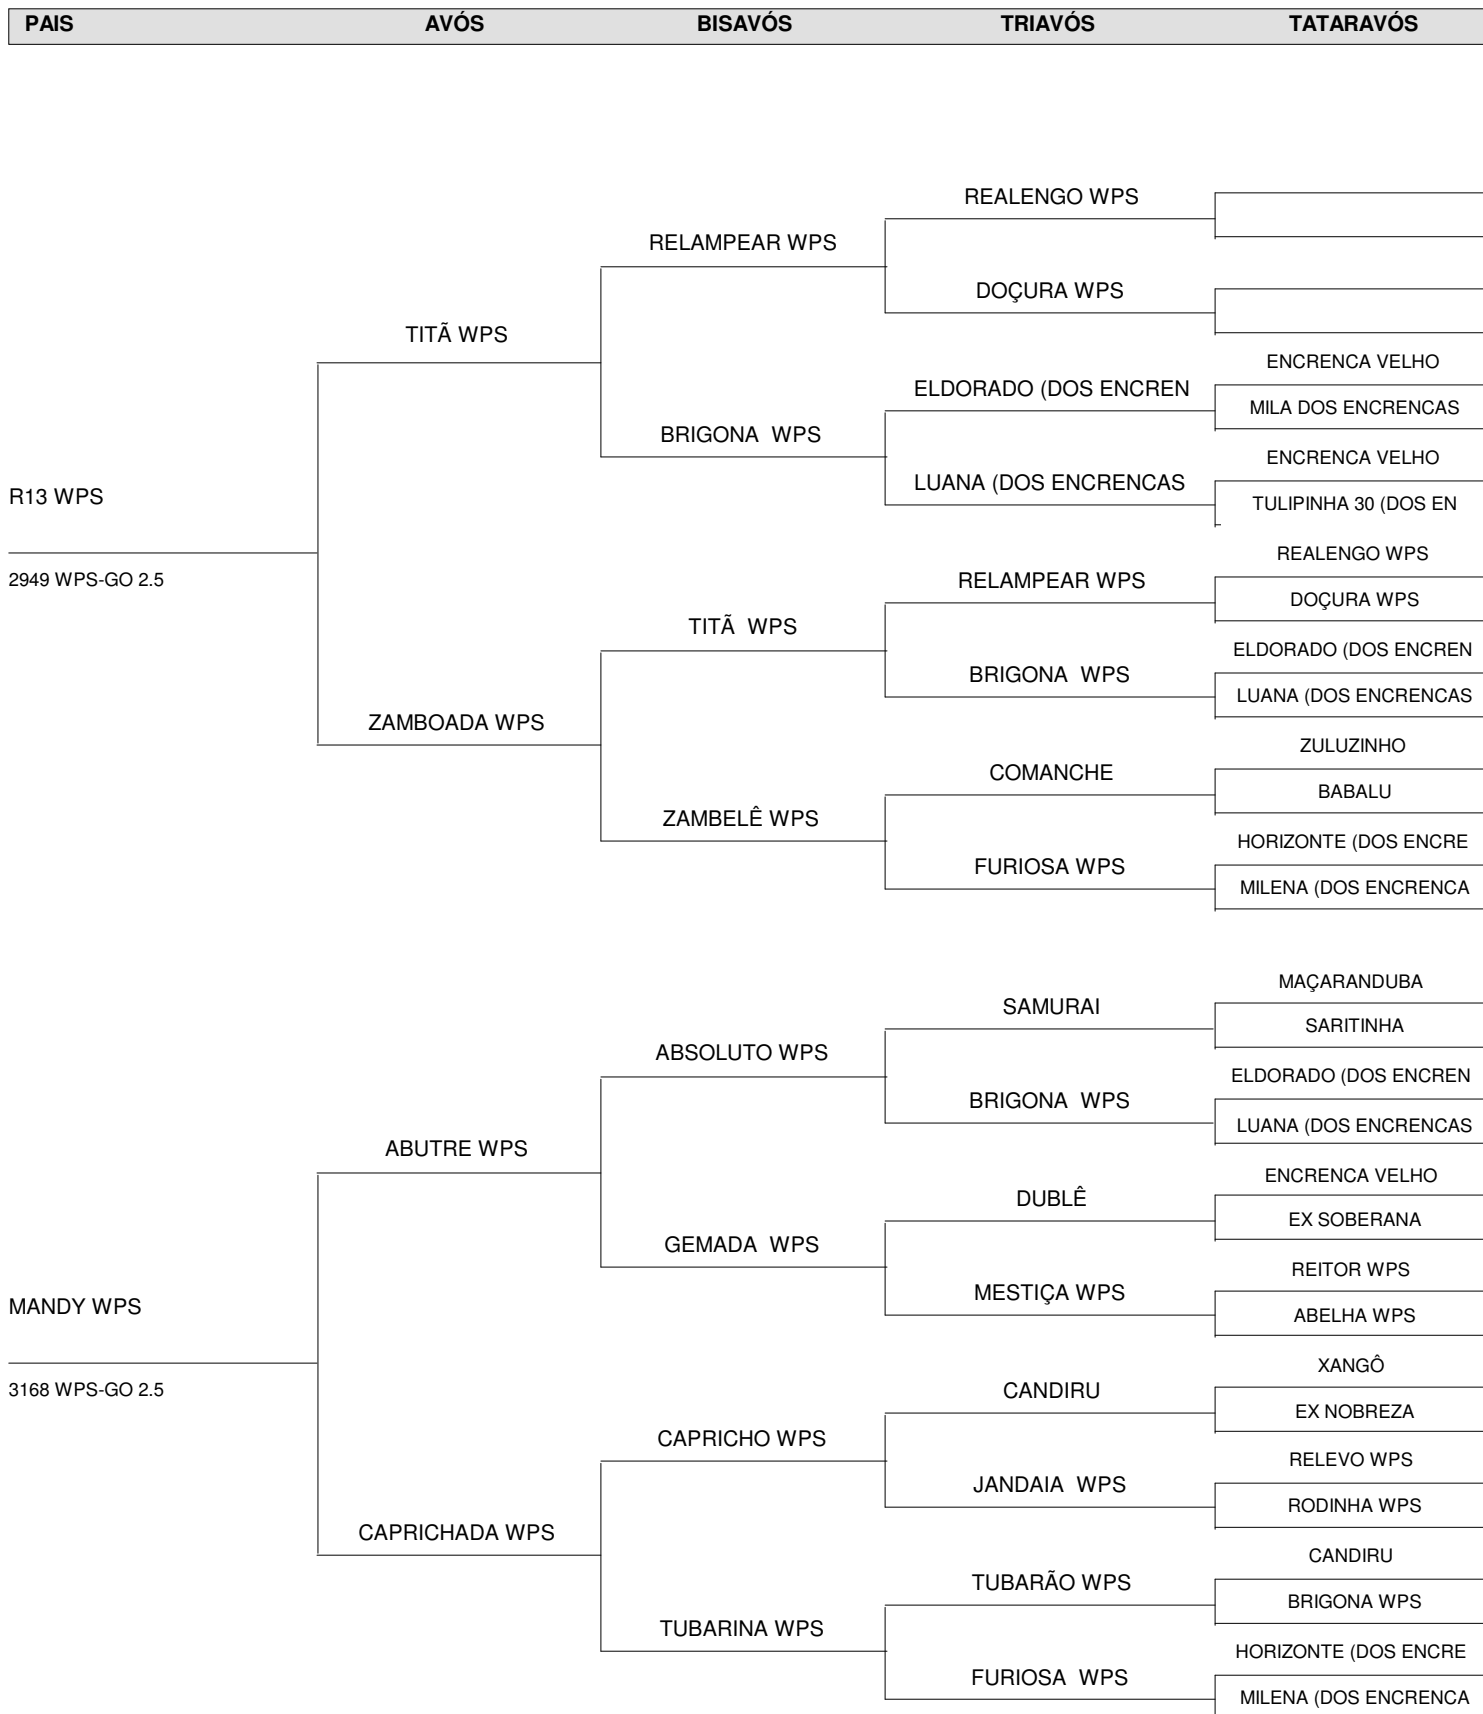 PAIS AVÓS BISAVÓS TRIAVÓS TATARAVÓS
REALENGO WPS
RELAMPEAR WPS
DOÇURA WPS
TITÃ WPS
ENCRENCA VELHO
ELDORADO (DOS ENCREN
MILA DOS ENCRENCAS
BRIGONA WPS
ENCRENCA VELHO
LUANA (DOS ENCRENCAS
R13 WPS
TULIPINHA 30 (DOS EN
REALENGO WPS
2949 WPS-GO 2.5
RELAMPEAR WPS
DOÇURA WPS
TITÃ WPS
ELDORADO (DOS ENCREN
BRIGONA WPS
LUANA (DOS ENCRENCAS
ZAMBOADA WPS
ZULUZINHO
COMANCHE
BABALU
ZAMBELÊ WPS
HORIZONTE (DOS ENCRE
FURIOSA WPS
MILENA (DOS ENCRENCA
MAÇARANDUBA
SAMURAI
SARITINHA
ABSOLUTO WPS
ELDORADO (DOS ENCREN
BRIGONA WPS
LUANA (DOS ENCRENCAS
ABUTRE WPS
ENCRENCA VELHO
DUBLÊ
EX SOBERANA
GEMADA WPS
REITOR WPS
MESTIÇA WPS
MANDY WPS
ABELHA WPS
XANGÔ
3168 WPS-GO 2.5
CANDIRU
EX NOBREZA
CAPRICHO WPS
RELEVO WPS
JANDAIA WPS
RODINHA WPS
CAPRICHADA WPS
CANDIRU
TUBARÃO WPS
BRIGONA WPS
TUBARINA WPS
HORIZONTE (DOS ENCRE
FURIOSA WPS
MILENA (DOS ENCRENCA